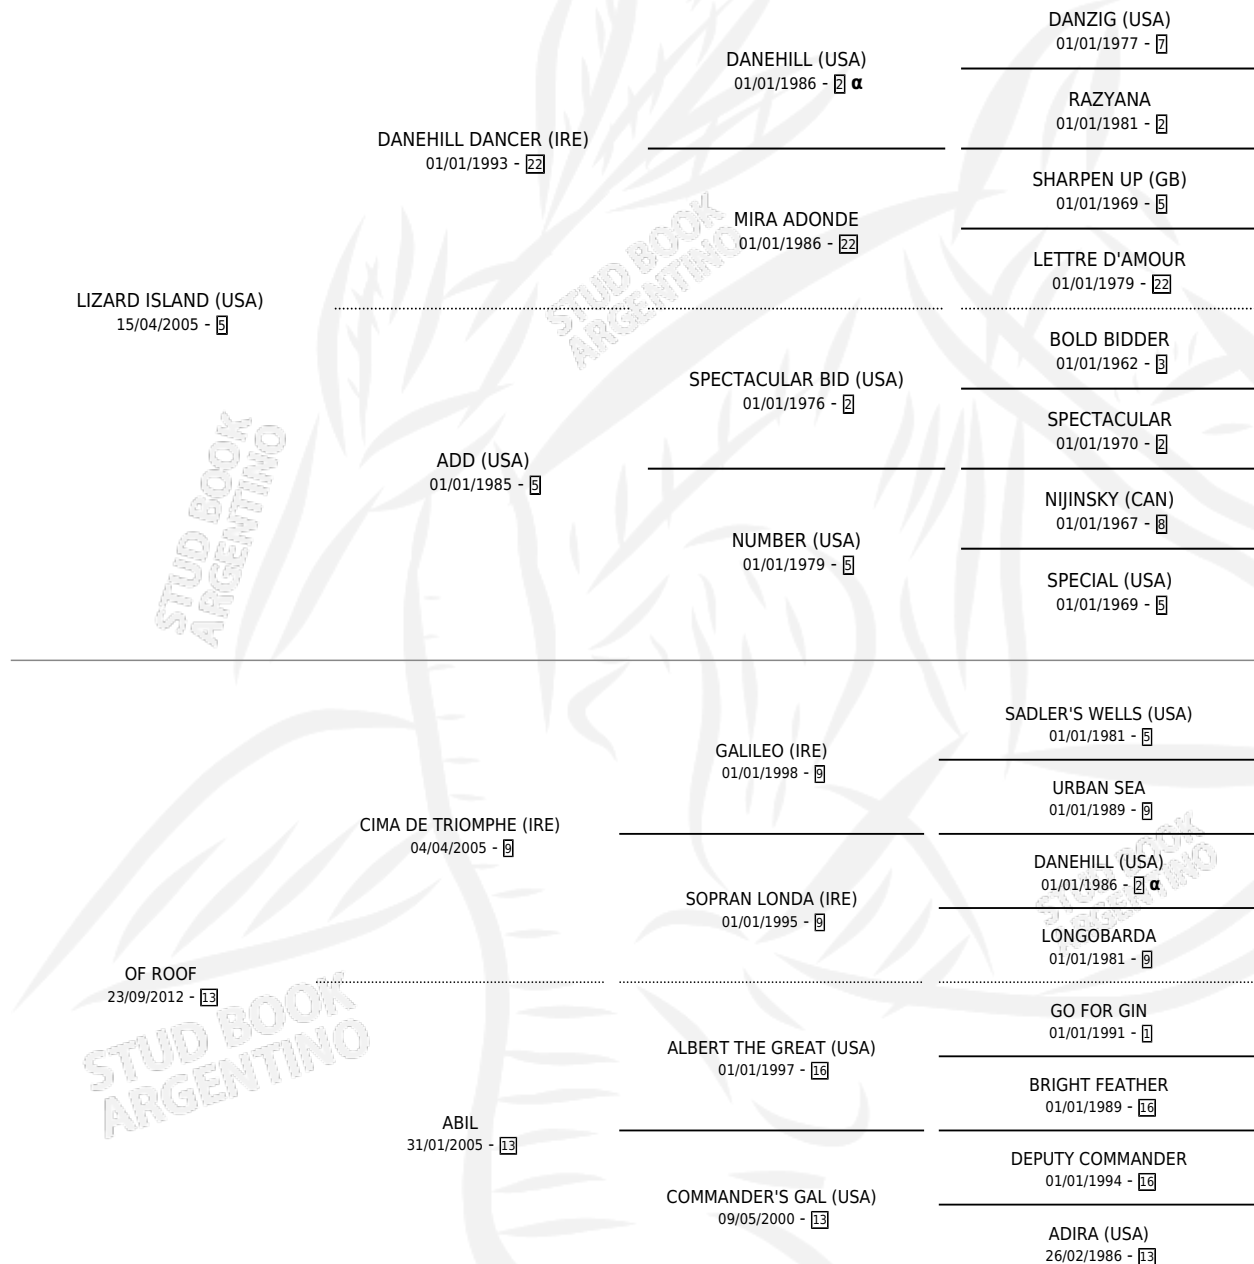 DANZIG (USA)
01/01/1977 - 7
DANEHILL (USA)
01/01/1986 - 2 α
RAZYANA
01/01/1981 - 2
DANEHILL DANCER (IRE)
01/01/1993 - 22
SHARPEN UP (GB)
01/01/1969 - 5
MIRA ADONDE
01/01/1986 - 22
LETTRE D'AMOUR
01/01/1979 - 22
LIZARD ISLAND (USA)
15/04/2005 - 5
BOLD BIDDER
01/01/1962 - 3
SPECTACULAR BID (USA)
01/01/1976 - 2
SPECTACULAR
01/01/1970 - 2
ADD (USA)
01/01/1985 - 5
NIJINSKY (CAN)
01/01/1967 - 8
NUMBER (USA)
01/01/1979 - 5
SPECIAL (USA)
01/01/1969 - 5
STUD BOOK
ARGENTINO
STUD BOOK
ARGENTINO
SADLER'S WELLS (USA)
01/01/1981 - 5
GALILEO (IRE)
01/01/1998 - 9
URBAN SEA
01/01/1989 - 9
CIMA DE TRIOMPHE (IRE)
04/04/2005 - 9
DANEHILL (USA)
01/01/1986 - 2 α
SOPRAN LONDA (IRE)
01/01/1995 - 9
LONGOBARDA
01/01/1981 - 9
OF ROOF
23/09/2012 - 13
GO FOR GIN
01/01/1991 - 1
ALBERT THE GREAT (USA)
01/01/1997 - 16
BRIGHT FEATHER
01/01/1989 - 16
ABIL
31/01/2005 - 13
DEPUTY COMMANDER
01/01/1994 - 16
COMMANDER'S GAL (USA)
09/05/2000 - 13
ADIRA (USA)
26/02/1986 - 13
STUD BOOK
ARGENTINO
STUD BOOK
ARGENTINO